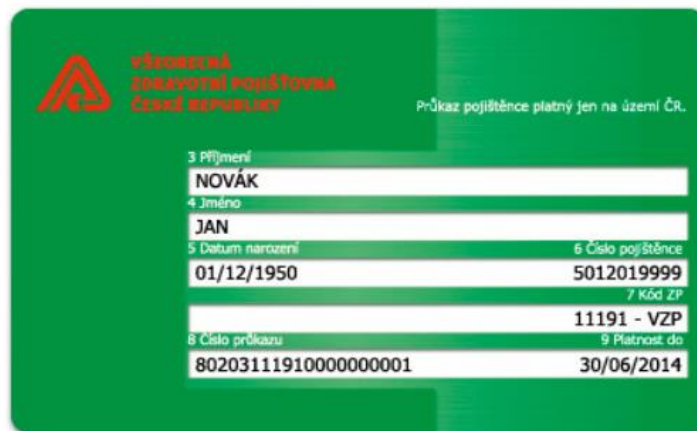 VŠEOBECNÁ
ZDRAVOTNÍ POJIŠŤOVNA
ČESKÉ REPUBLIKY
Průkaz pojištěnce platný jen na území ČR.
3 Příjmení
NOVÁK
4 Jméno
JAN
5 Datum narození 6 Číslo pojištěnce
01/12/1950 5012019999
7 Kód ZP
11191 - VZP
8 Číslo průkazu 9 Platnost do
80203111910000000001 30/06/2014